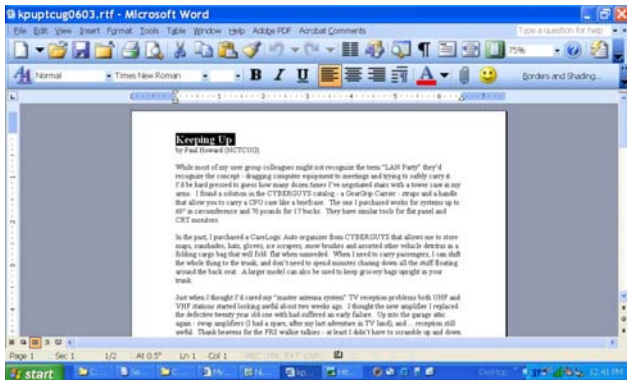 kpuptcug0603.rtf - Microsoft Word
File Edit View Insert Format Tools Table Window Help Adobe PDF Acrobat Comments
Type a question for help
75%
Normal Times New Roman B I U A Borders and Shading...
Keeping Up
by Paul Howard (NCTCUG)
While most of my user group colleagues might not recognize the term "LAN Party" they'd
recognize the concept - dragging computer equipment to meetings and trying to safely carry it.
I'd be hard pressed to guess how many dozen times I've negotiated stairs with a tower case in my
arms. I found a solution in the CYBERGUYS catalog - a GearGrip Carrier - straps and a handle
that allow you to carry a CPU case like a briefcase. The one I purchased works for systems up to
65" in circumference and 70 pounds for 17 bucks. They have similar tools for flat panel and
CRT monitors.
In the past, I purchased a CareLogic Auto organizer from CYBERGUYS that allows me to store
maps, sunshades, hats, gloves, ice scrapers, snow brushes and assorted other vehicle detritus in a
folding cargo bag that will fold flat when unneeded. When I need to carry passengers, I can shift
the whole thing to the trunk, and don't need to spend minutes chasing down all the stuff floating
around the back seat. A larger model can also be used to keep grocery bags upright in your
trunk.
Just when I thought I'd cured my "master antenna system" TV reception problems both UHF and
VHF stations started looking awful about two weeks ago. I thought the new amplifier I replaced
the defective twenty year old one with had suffered an early failure. Up into the garage attic
again - swap amplifiers (I had a spare, after my last adventure in TV land), and ... reception still
awful. Thank heavens for the FRS walkie talkies - at least I didn't have to scramble up and down
Page 1 Sec 1 1/2 At 0.5" Ln 1 Col 1 REC TRK EXT OVR
start Desktop 12:41 PM